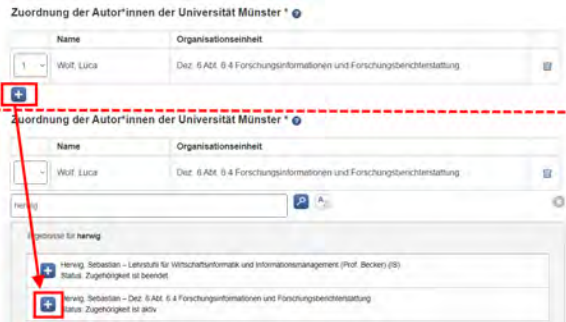 Zuordnung der Autor*innen der Universität Münster *
Name Organisationseinheit
1 Wolf, Luca Dez. 6 Abt. 6.4 Forschungsinformationen und Forschungsberichterstattung
Zuordnung der Autor*innen der Universität Münster *
Name Organisationseinheit
Wolf, Luca Dez. 6 Abt. 6.4 Forschungsinformationen und Forschungsberichterstattung
herwig
Ergebnisse für herwig
Herwig, Sebastian – Lehrstuhl für Wirtschaftsinformatik und Informationsmanagement (Prof. Becker) (IS)
Status: Zugehörigkeit ist beendet
Herwig, Sebastian – Dez. 6 Abt. 6.4 Forschungsinformationen und Forschungsberichterstattung
Status: Zugehörigkeit ist aktiv